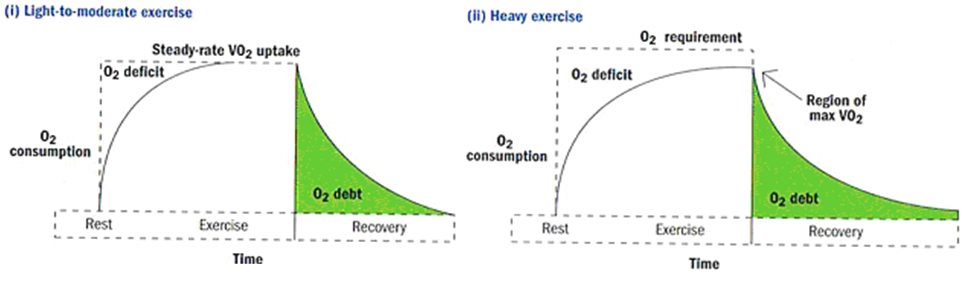 (i) Light-to-moderate exercise
Steady-rate VO2 uptake
O2 deficit
O2
consumption
O2 debt
Rest
Exercise
Recovery
Time
(ii) Heavy exercise
O2 requirement
O2 deficit
Region of
max VO2
O2
consumption
O2 debt
Rest
Exercise
Recovery
Time